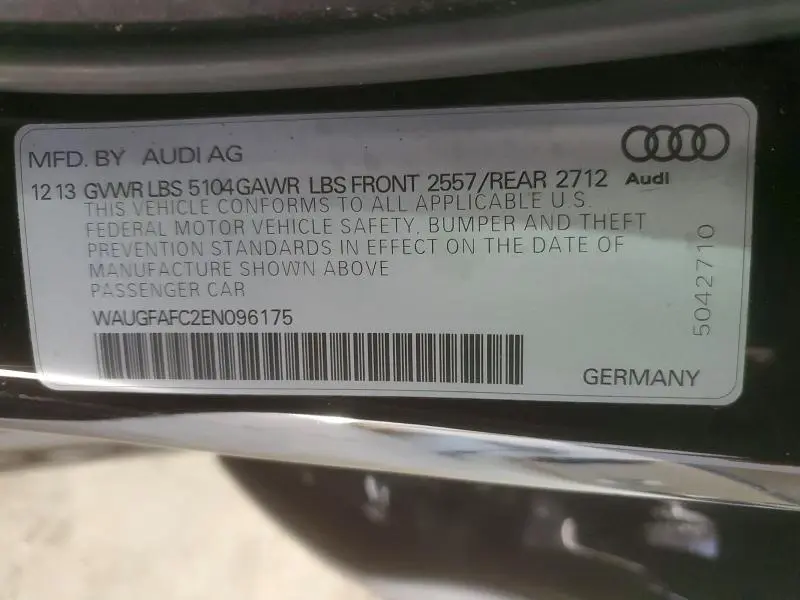 MFD. BY AUDI AG
12 13 GVWR LBS 5104 GAWR LBS FRONT 2557/REAR 2712
Audi
THIS VEHICLE CONFORMS TO ALL APPLICABLE U.S.
FEDERAL MOTOR VEHICLE SAFETY, BUMPER AND THEFT
PREVENTION STANDARDS IN EFFECT ON THE DATE OF
MANUFACTURE SHOWN ABOVE
PASSENGER CAR
WAUGFAFC2EN096175
GERMANY
5042710